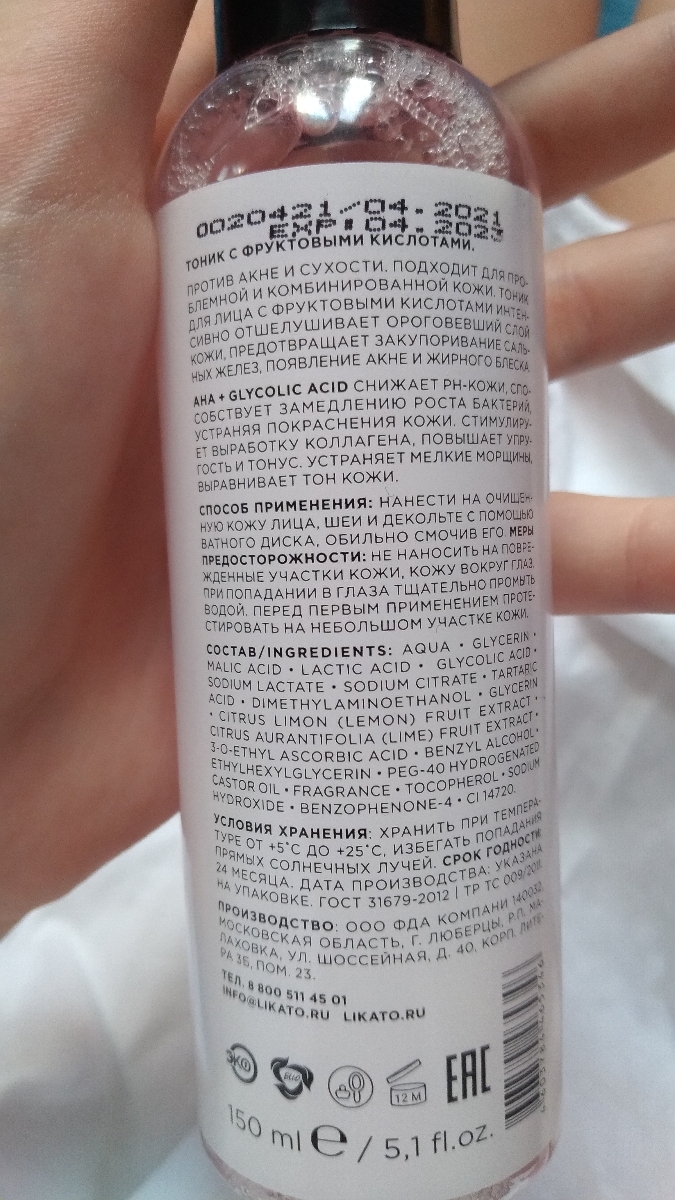 0020421/04.2021
EXP:04.2023
ТОНИК С ФРУКТОВЫМИ КИСЛОТАМИ.
ПРОТИВ АКНЕ И СУХОСТИ. ПОДХОДИТ ДЛЯ ПРО-
БЛЕМНОЙ И КОМБИНИРОВАННОЙ КОЖИ. ТОНИК
ДЛЯ ЛИЦА С ФРУКТОВЫМИ КИСЛОТАМИ ИНТЕН-
СИВНО ОТШЕЛУШИВАЕТ ОРОГОВЕВШИЙ СЛОЙ
КОЖИ, ПРЕДОТВРАЩАЕТ ЗАКУПОРИВАНИЕ САЛЬ-
НЫХ ЖЕЛЕЗ, ПОЯВЛЕНИЕ АКНЕ И ЖИРНОГО БЛЕСКА.
AHA + GLYCOLIC ACID СНИЖАЕТ PH-КОЖИ, СПО-
СОБСТВУЕТ ЗАМЕДЛЕНИЮ РОСТА БАКТЕРИЙ,
УСТРАНЯЯ ПОКРАСНЕНИЯ КОЖИ. СТИМУЛИРУ-
ЕТ ВЫРАБОТКУ КОЛЛАГЕНА, ПОВЫШАЕТ УПРУ-
ГОСТЬ И ТОНУС. УСТРАНЯЕТ МЕЛКИЕ МОРЩИНЫ,
ВЫРАВНИВАЕТ ТОН КОЖИ.
СПОСОБ ПРИМЕНЕНИЯ: НАНЕСТИ НА ОЧИЩЕН-
НУЮ КОЖУ ЛИЦА, ШЕИ И ДЕКОЛЬТЕ С ПОМОЩЬЮ
ВАТНОГО ДИСКА, ОБИЛЬНО СМОЧИВ ЕГО. МЕРЫ
ПРЕДОСТОРОЖНОСТИ: НЕ НАНОСИТЬ НА ПОВРЕ-
ЖДЕННЫЕ УЧАСТКИ КОЖИ, КОЖУ ВОКРУГ ГЛАЗ.
ПРИ ПОПАДАНИИ В ГЛАЗА ТЩАТЕЛЬНО ПРОМЫТЬ
ВОДОЙ. ПЕРЕД ПЕРВЫМ ПРИМЕНЕНИЕМ ПРОТЕ-
СТИРОВАТЬ НА НЕБОЛЬШОМ УЧАСТКЕ КОЖИ.
СОСТАВ/INGREDIENTS: AQUA • GLYCERIN •
MALIC ACID • LACTIC ACID • GLYCOLIC ACID •
SODIUM LACTATE • SODIUM CITRATE • TARTARIC
ACID • DIMETHYLAMINOETHANOL • GLYCERIN
• CITRUS LIMON (LEMON) FRUIT EXTRACT •
CITRUS AURANTIFOLIA (LIME) FRUIT EXTRACT •
3-O-ETHYL ASCORBIC ACID • BENZYL ALCOHOL •
ETHYLHEXYLGLYCERIN • PEG-40 HYDROGENATED
CASTOR OIL • FRAGRANCE • TOCOPHEROL • SODIUM
HYDROXIDE • BENZOPHENONE-4 • CI 14720.
УСЛОВИЯ ХРАНЕНИЯ: ХРАНИТЬ ПРИ ТЕМПЕРА-
ТУРЕ ОТ +5°С ДО +25°С, ИЗБЕГАТЬ ПОПАДАНИЯ
ПРЯМЫХ СОЛНЕЧНЫХ ЛУЧЕЙ. СРОК ГОДНОСТИ:
24 МЕСЯЦА. ДАТА ПРОИЗВОДСТВА: УКАЗАНА
НА УПАКОВКЕ. ГОСТ 31679-2012 | ТР ТС 009/2011.
ПРОИЗВОДСТВО: ООО ФДА КОМПАНИ 140032,
МОСКОВСКАЯ ОБЛАСТЬ, Г. ЛЮБЕРЦЫ, Р.П. МА-
ЛАХОВКА, УЛ. ШОССЕЙНАЯ, Д. 40, КОРП. ЛИТЕ-
РА 3Б, ПОМ. 23.
ТЕЛ. 8 800 511 45 01
INFO@LIKATO.RU LIKATO.RU
ЭКО
12 M
EAC
150 ml ℮ / 5,1 fl.oz.